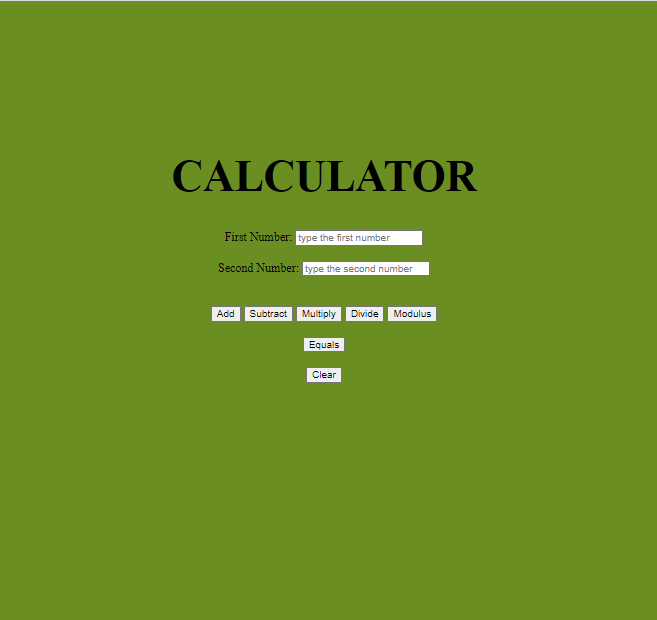 CALCULATOR
First Number: type the first number
Second Number: type the second number
Add Subtract Multiply Divide Modulus
Equals
Clear